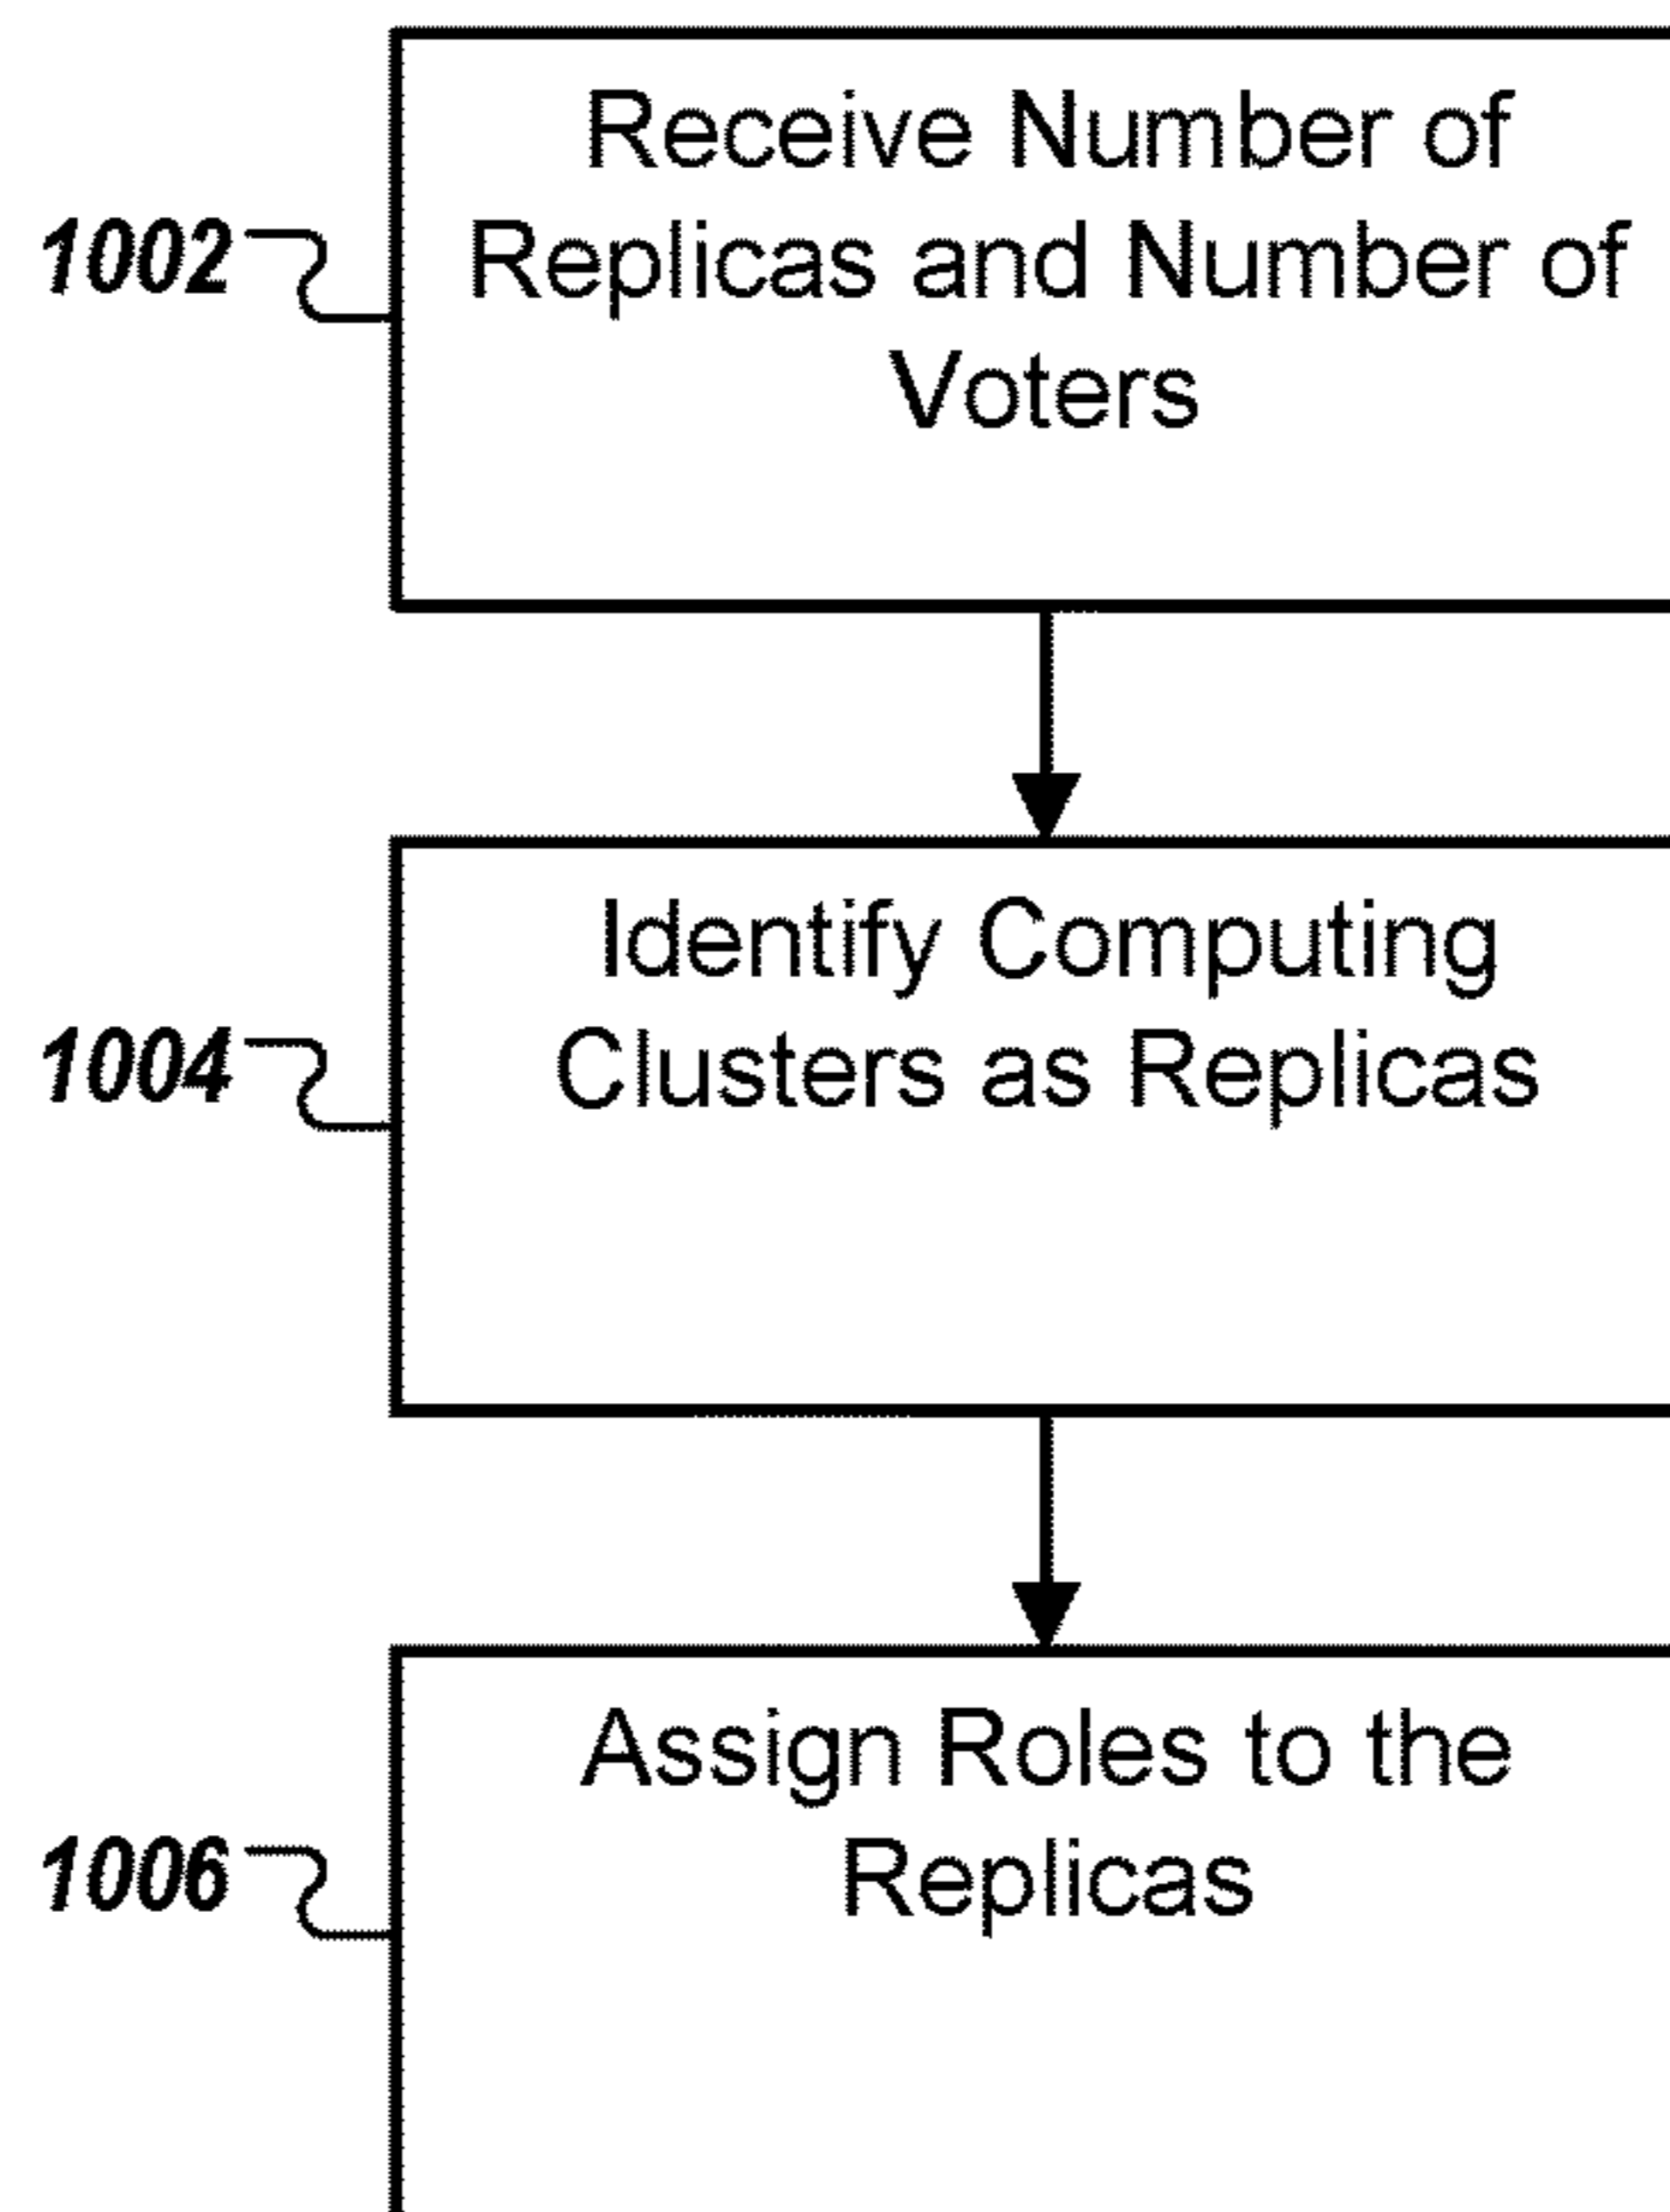 Receive Number of
1002
Replicas and Number of
Voters
Identify Computing
1004
Clusters as Replicas
Assign Roles to the
1006
Replicas